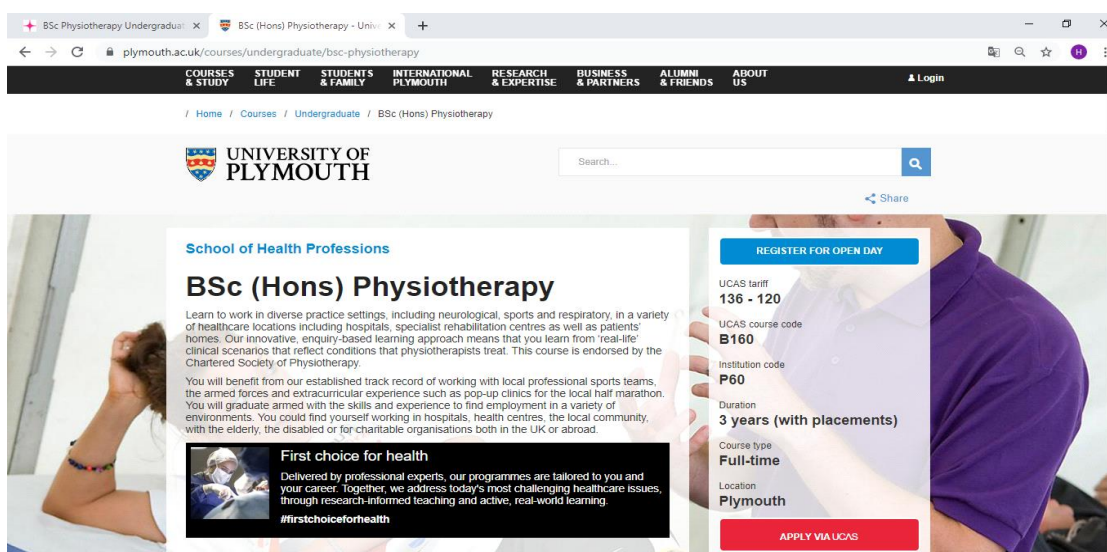 BSc Physiotherapy Undergraduat
BSc (Hons) Physiotherapy - Unive
plymouth.ac.uk/courses/undergraduate/bsc-physiotherapy
H
COURSES & STUDY
STUDENT LIFE
STUDENTS & FAMILY
INTERNATIONAL PLYMOUTH
RESEARCH & EXPERTISE
BUSINESS & PARTNERS
ALUMNI & FRIENDS
ABOUT US
Login
/ Home / Courses / Undergraduate / BSc (Hons) Physiotherapy
UNIVERSITY OF
PLYMOUTH
Search...
Share
School of Health Professions
BSc (Hons) Physiotherapy
Learn to work in diverse practice settings, including neurological, sports and respiratory, in a variety
of healthcare locations including hospitals, specialist rehabilitation centres as well as patients'
homes. Our innovative, enquiry-based learning approach means that you learn from 'real-life'
clinical scenarios that reflect conditions that physiotherapists treat. This course is endorsed by the
Chartered Society of Physiotherapy.
You will benefit from our established track record of working with local professional sports teams,
the armed forces and extracurricular experience such as pop-up clinics for the local half marathon.
You will graduate armed with the skills and experience to find employment in a variety of
environments. You could find yourself working in hospitals, health centres, the local community,
with the elderly, the disabled or for charitable organisations both in the UK or abroad.
First choice for health
Delivered by professional experts, our programmes are tailored to you and
your career. Together, we address today's most challenging healthcare issues,
through research-informed teaching and active, real-world learning.
#firstchoiceforhealth
REGISTER FOR OPEN DAY
UCAS tariff
136 - 120
UCAS course code
B160
Institution code
P60
Duration
3 years (with placements)
Course type
Full-time
Location
Plymouth
APPLY VIA UCAS